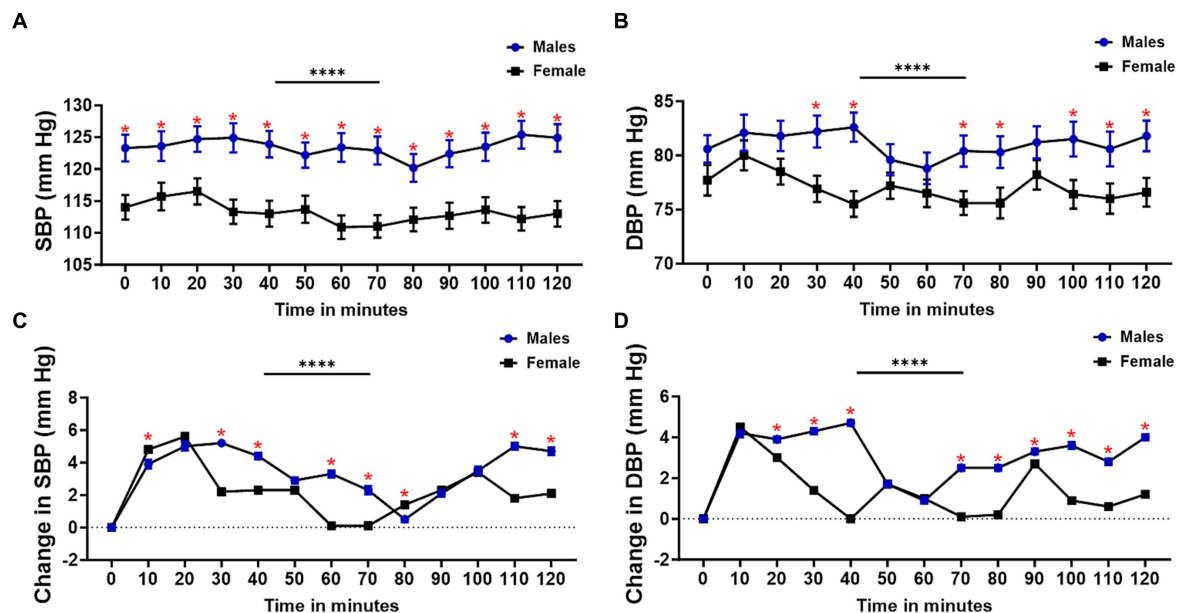 A
Males
Female
****
SBP (mm Hg)
130
125
120
115
110
105
* * * * * * * * * * * * *
0 10 20 30 40 50 60 70 80 90 100 110 120
Time in minutes
B
Males
Female
****
DBP (mm Hg)
85
80
75
70
* * * * * * *
0 10 20 30 40 50 60 70 80 90 100 110 120
Time in minutes
C
Males
Female
****
Change in SBP (mm Hg)
8
6
4
2
0
-2
* * * * * * * *
0 10 20 30 40 50 60 70 80 90 100 110 120
Time in minutes
D
Males
Female
****
Change in DBP (mm Hg)
6
4
2
0
-2
* * * * * * * * *
0 10 20 30 40 50 60 70 80 90 100 110 120
Time in minutes